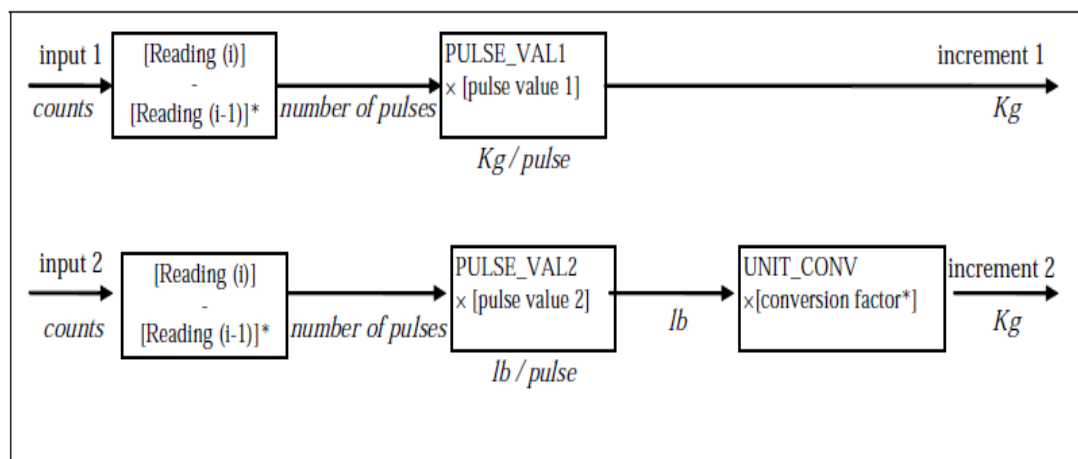 input 1
counts
[Reading (i)]
-
[Reading (i-1)]*
number of pulses
PULSE_VAL1
× [pulse value 1]
Kg / pulse
increment 1
Kg
input 2
counts
[Reading (i)]
-
[Reading (i-1)]*
number of pulses
PULSE_VAL2
× [pulse value 2]
lb / pulse
lb
UNIT_CONV
×[conversion factor*]
increment 2
Kg